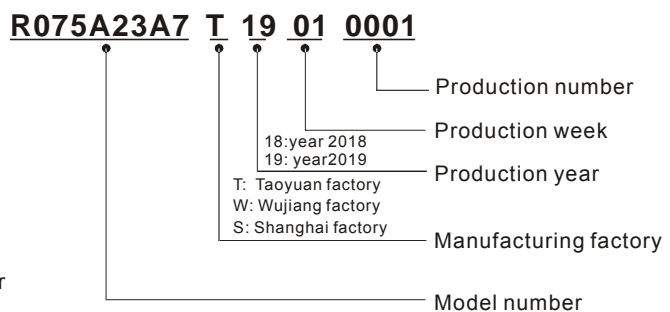 R075A23A7 T 19 01 0001
Production number
Production week
18:year 2018
19: year2019
Production year
T: Taoyuan factory
W: Wujiang factory
S: Shanghai factory
Manufacturing factory
r
Model number